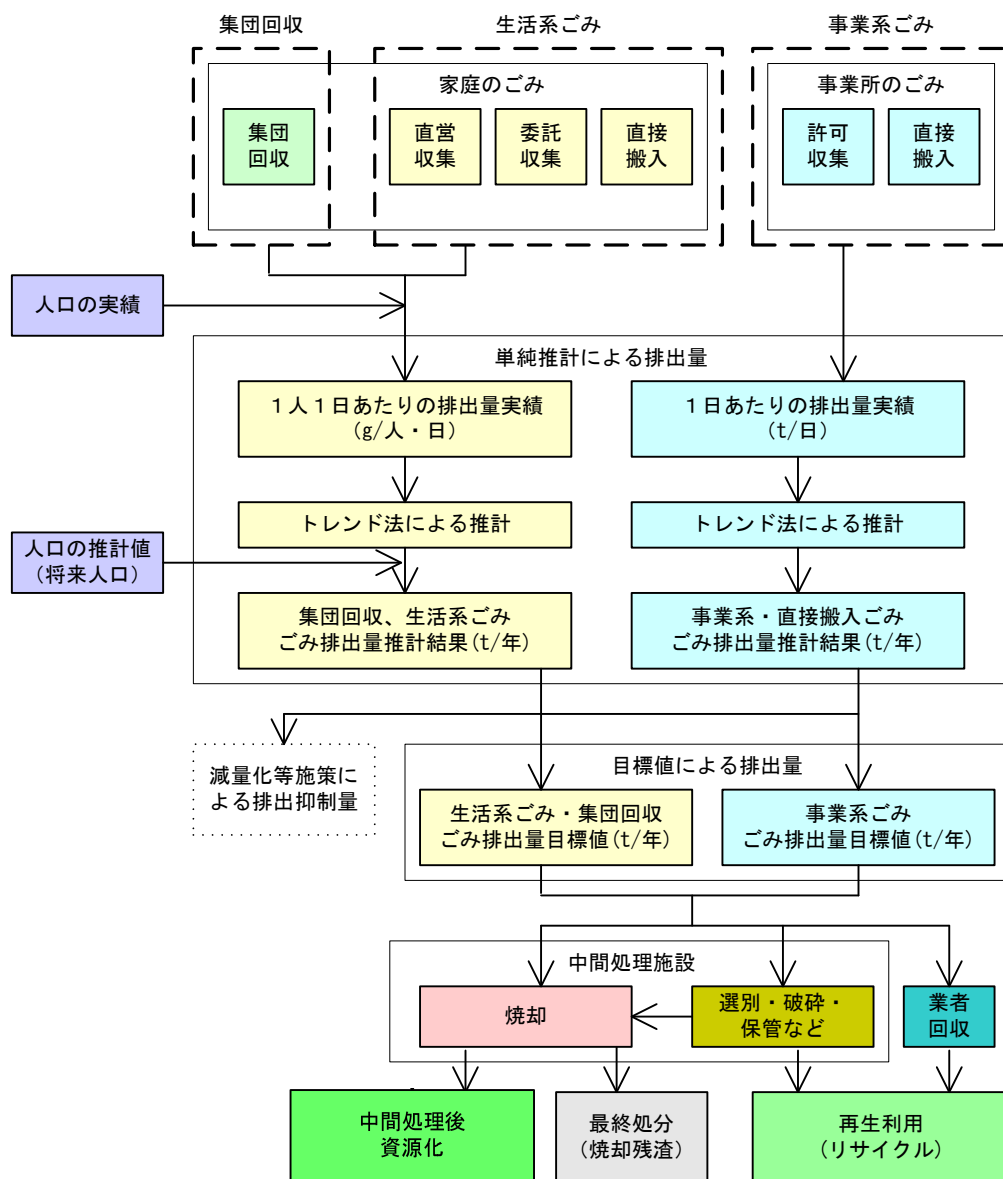 集団回収
生活系ごみ
事業系ごみ
家庭のごみ
事業所のごみ
集団
回収
直営
収集
委託
収集
直接
搬入
許可
収集
直接
搬入
人口の実績
単純推計による排出量
１人１日あたりの排出量実績
(g/人・日)
１日あたりの排出量実績
(t/日)
トレンド法による推計
トレンド法による推計
人口の推計値
(将来人口)
集団回収、生活系ごみ
ごみ排出量推計結果(t/年)
事業系・直接搬入ごみ
ごみ排出量推計結果(t/年)
減量化等施策に
よる排出抑制量
目標値による排出量
生活系ごみ・集団回収
ごみ排出量目標値(t/年)
事業系ごみ
ごみ排出量目標値(t/年)
中間処理施設
焼却
選別・破砕・
保管など
業者
回収
中間処理後
資源化
最終処分
(焼却残渣)
再生利用
(リサイクル)